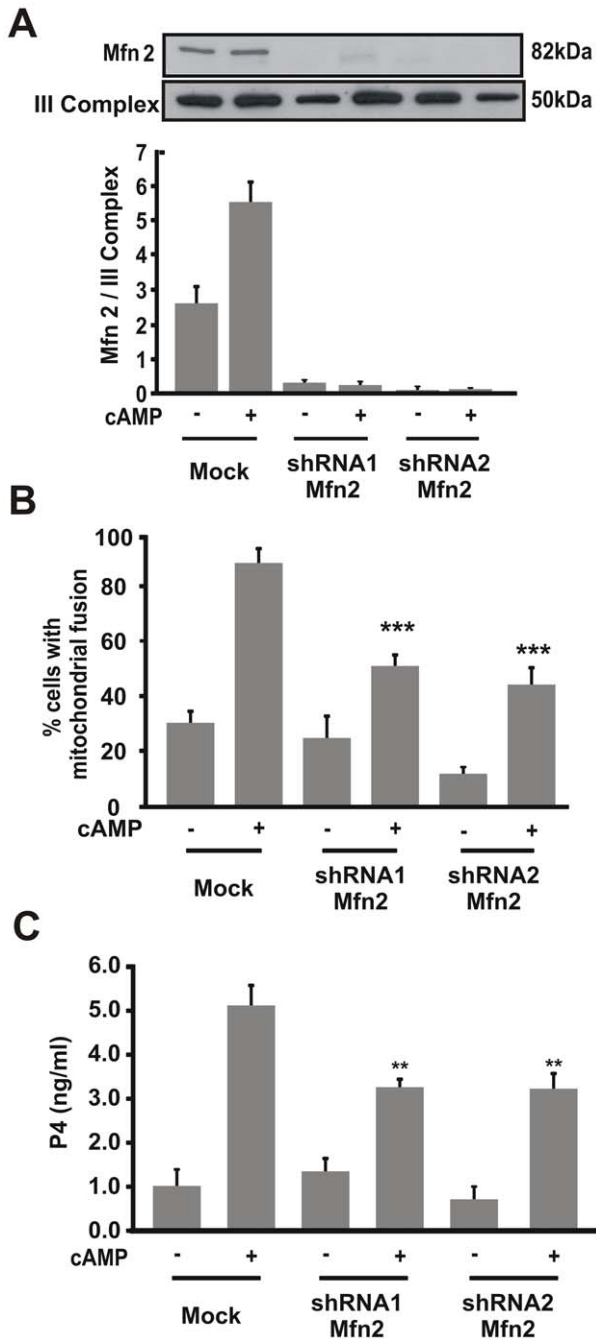 A
Mfn 2
82kDa
III Complex
50kDa
Mfn 2 / III Complex
7
6
5
4
3
2
1
0
cAMP - + - + - +
Mock shRNA1 shRNA2
Mfn2 Mfn2
B
% cells with
mitochondrial fusion
100
80
60
40
20
0
*** ***
cAMP - + - + - +
Mock shRNA1 shRNA2
Mfn2 Mfn2
C
P4 (ng/ml)
6.0
5.0
4.0
3.0
2.0
1.0
0.0
** **
cAMP - + - + - +
Mock shRNA1 shRNA2
Mfn2 Mfn2